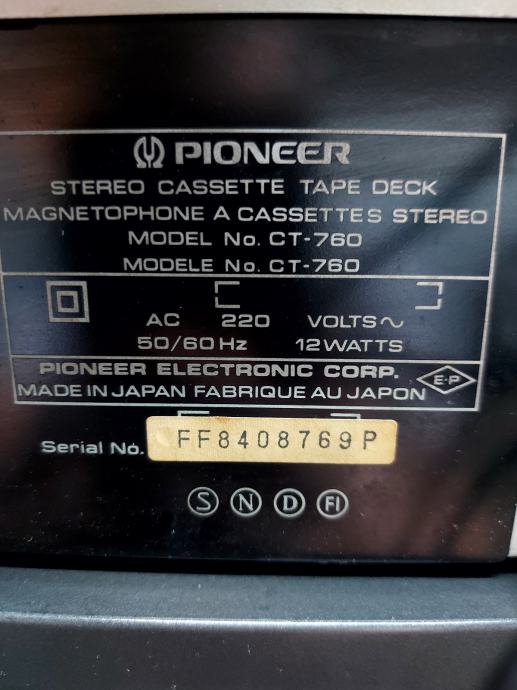 PIONEER
STEREO CASSETTE TAPE DECK
MAGNETOPHONE A CASSETTES STEREO
MODEL No. CT-760
MODELE No. CT-760
AC 220 VOLTS~
50/60 Hz 12 WATTS
PIONEER ELECTRONIC CORP.
MADE IN JAPAN FABRIQUE AU JAPON
E-P
Serial No. FF8408769P
S N D FI